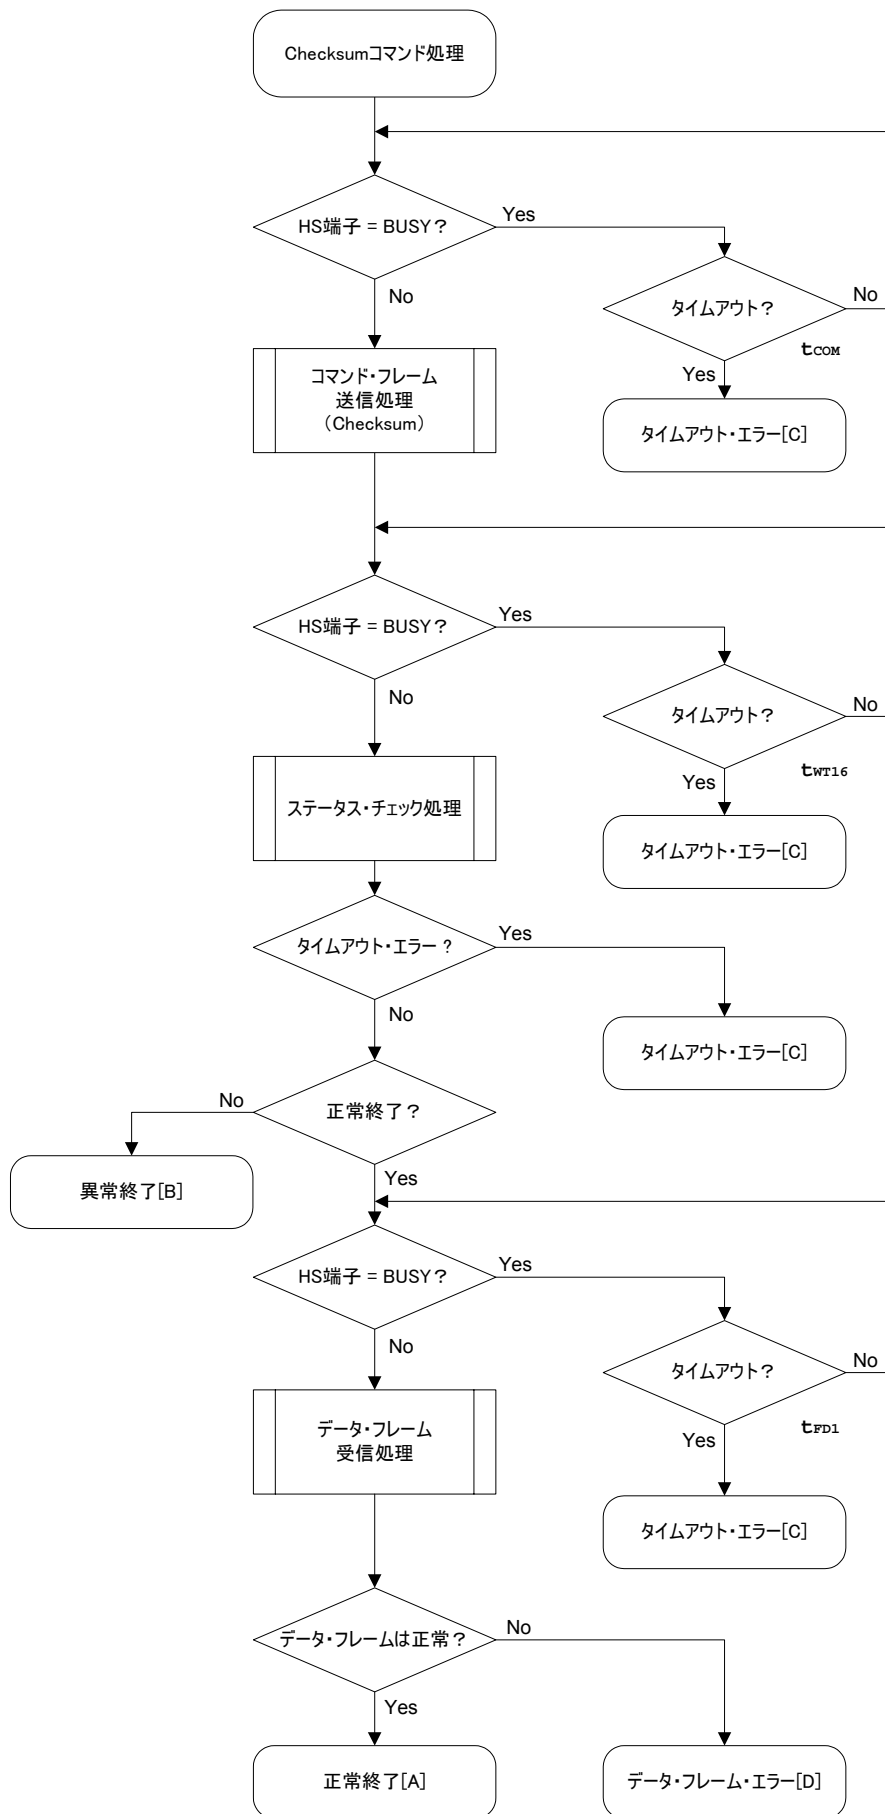 Checksumコマンド処理
HS端子 = BUSY?
Yes
No
タイムアウト?
No
tCOM
Yes
コマンド・フレーム
送信処理
(Checksum)
タイムアウト・エラー[C]
HS端子 = BUSY?
Yes
No
タイムアウト?
No
tWT16
Yes
ステータス・チェック処理
タイムアウト・エラー[C]
タイムアウト・エラー?
Yes
No
タイムアウト・エラー[C]
正常終了?
No
Yes
異常終了[B]
HS端子 = BUSY?
Yes
No
タイムアウト?
No
tFD1
Yes
データ・フレーム
受信処理
タイムアウト・エラー[C]
データ・フレームは正常?
No
Yes
正常終了[A]
データ・フレーム・エラー[D]